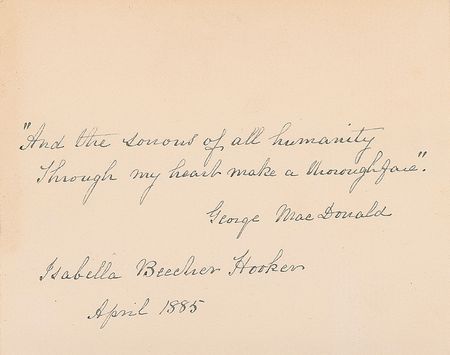 "And the sorrows of all humanity
Through my heart make a thoroughfare".
George MacDonald
Isabella Beecher Hooker
April 1885